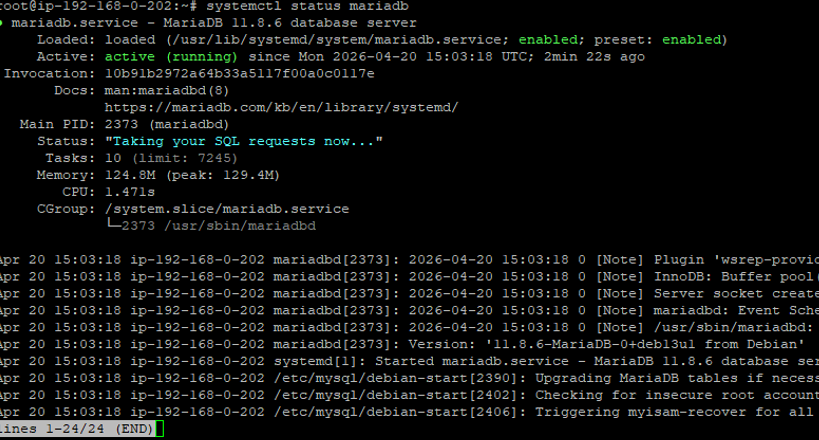 root@ip-192-168-0-202:~# systemctl status mariadb
● mariadb.service - MariaDB 11.8.6 database server
Loaded: loaded (/usr/lib/systemd/system/mariadb.service; enabled; preset: enabled)
Active: active (running) since Mon 2026-04-20 15:03:18 UTC; 2min 22s ago
Invocation: 10b91b2972a64b33a5117f00a0c0117e
Docs: man:mariadbd(8)
https://mariadb.com/kb/en/library/systemd/
Main PID: 2373 (mariadbd)
Status: "Taking your SQL requests now..."
Tasks: 10 (limit: 7245)
Memory: 124.8M (peak: 129.4M)
CPU: 1.471s
CGroup: /system.slice/mariadb.service
└─2373 /usr/sbin/mariadbd
Apr 20 15:03:18 ip-192-168-0-202 mariadbd[2373]: 2026-04-20 15:03:18 0 [Note] Plugin 'wsrep-provid
Apr 20 15:03:18 ip-192-168-0-202 mariadbd[2373]: 2026-04-20 15:03:18 0 [Note] InnoDB: Buffer pool(
Apr 20 15:03:18 ip-192-168-0-202 mariadbd[2373]: 2026-04-20 15:03:18 0 [Note] Server socket create
Apr 20 15:03:18 ip-192-168-0-202 mariadbd[2373]: 2026-04-20 15:03:18 0 [Note] mariadbd: Event Sche
Apr 20 15:03:18 ip-192-168-0-202 mariadbd[2373]: 2026-04-20 15:03:18 0 [Note] /usr/sbin/mariadbd:
Apr 20 15:03:18 ip-192-168-0-202 mariadbd[2373]: Version: '11.8.6-MariaDB-0+deb13u1 from Debian'
Apr 20 15:03:18 ip-192-168-0-202 systemd[1]: Started mariadb.service - MariaDB 11.8.6 database ser
Apr 20 15:03:18 ip-192-168-0-202 /etc/mysql/debian-start[2390]: Upgrading MariaDB tables if necess
Apr 20 15:03:18 ip-192-168-0-202 /etc/mysql/debian-start[2402]: Checking for insecure root account
Apr 20 15:03:18 ip-192-168-0-202 /etc/mysql/debian-start[2406]: Triggering myisam-recover for all
lines 1-24/24 (END)